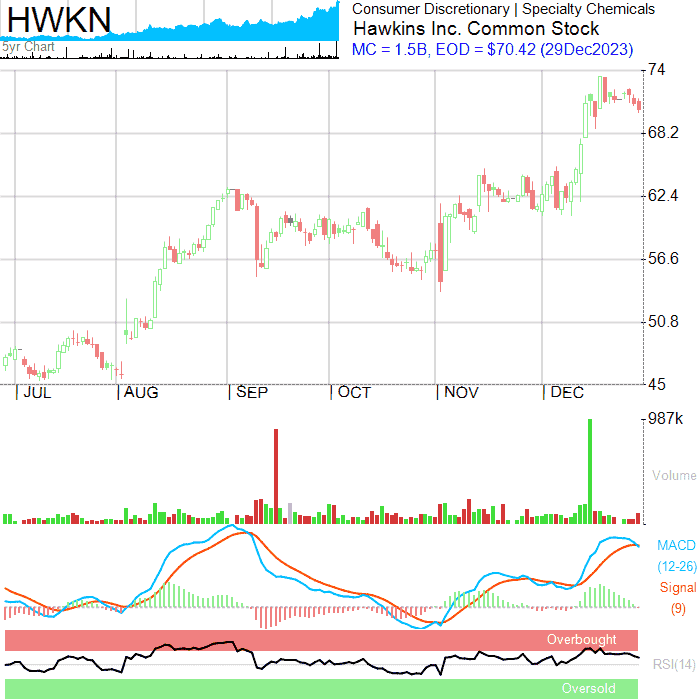 HWKN
5yr Chart
Consumer Discretionary | Specialty Chemicals
Hawkins Inc. Common Stock
MC = 1.5B, EOD = $70.42 (29Dec2023)
74
68.2
62.4
56.6
50.8
45
JUL AUG SEP OCT NOV DEC
987k
Volume
MACD
(12-26)
Signal
(9)
Overbought
RSI(14)
Oversold